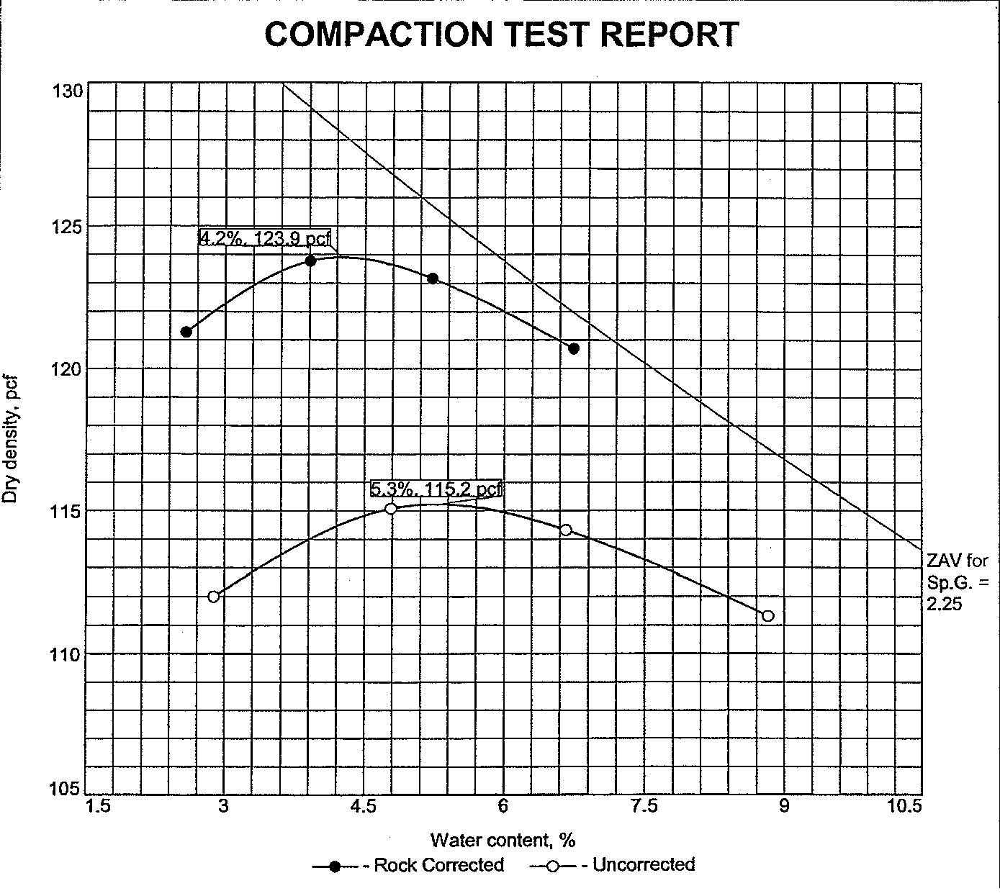 COMPACTION TEST REPORT
130
125
4.2%, 123.9 pcf
120
Dry density, pcf
5.3%, 115.2 pcf
115
ZAV for
Sp.G. =
2.25
110
105
1.5 3 4.5 6 7.5 9 10.5
Water content, %
- Rock Corrected - Uncorrected